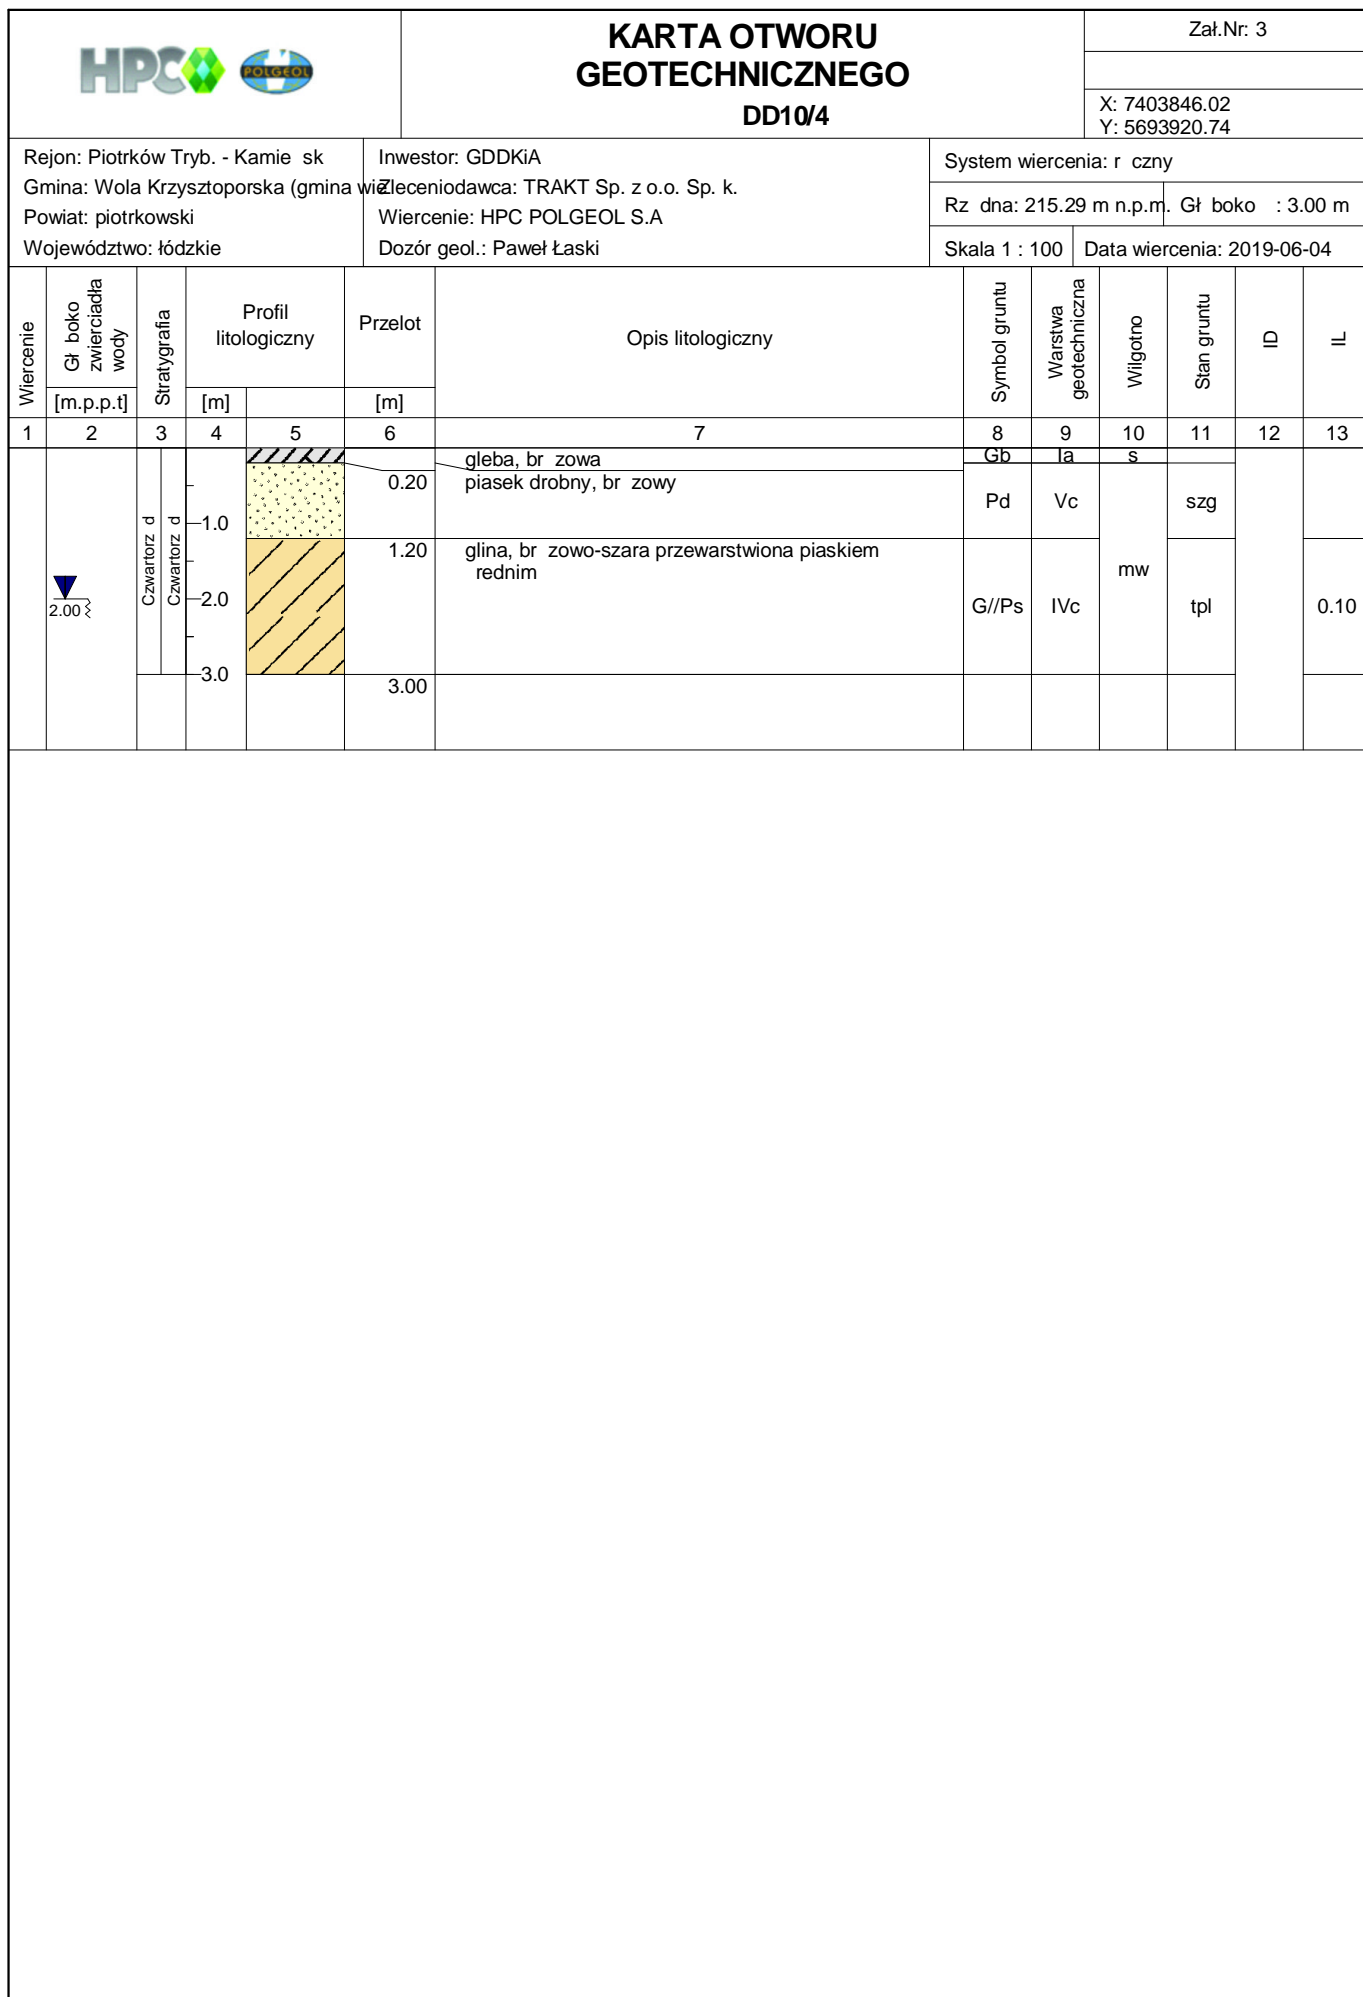 HPC POLGEOL
KARTA OTWORU
GEOTECHNICZNEGO
DD10/4
Zał.Nr: 3
X: 7403846.02
Y: 5693920.74
Rejon: Piotrków Tryb. - Kamie sk
Gmina: Wola Krzysztoporska (gmina wie
Powiat: piotrkowski
Województwo: łódzkie
Inwestor: GDDKiA
Zleceniodawca: TRAKT Sp. z o.o. Sp. k.
Wiercenie: HPC POLGEOL S.A
Dozór geol.: Paweł Łaski
System wiercenia: r czny
Rz dna: 215.29 m n.p.m. Gł boko : 3.00 m
Skala 1 : 100 Data wiercenia: 2019-06-04
Wiercenie
Gł boko
zwierciadła
wody
[m.p.p.t]
Stratygrafia
Profil
litologiczny
[m]
Przelot
[m]
Opis litologiczny
Symbol gruntu
Warstwa
geotechniczna
Wilgotno
Stan gruntu
ID
IL
1 2 3 4 5 6 7 8 9 10 11 12 13
gleba, br zowa Gb Ia s
0.20 piasek drobny, br zowy Pd Vc szg
1.0
1.20 glina, br zowo-szara przewarstwiona piaskiem
rednim
mw
Czwartorz d
Czwartorz d
2.00 2.0 G//Ps IVc tpl 0.10
3.0
3.00